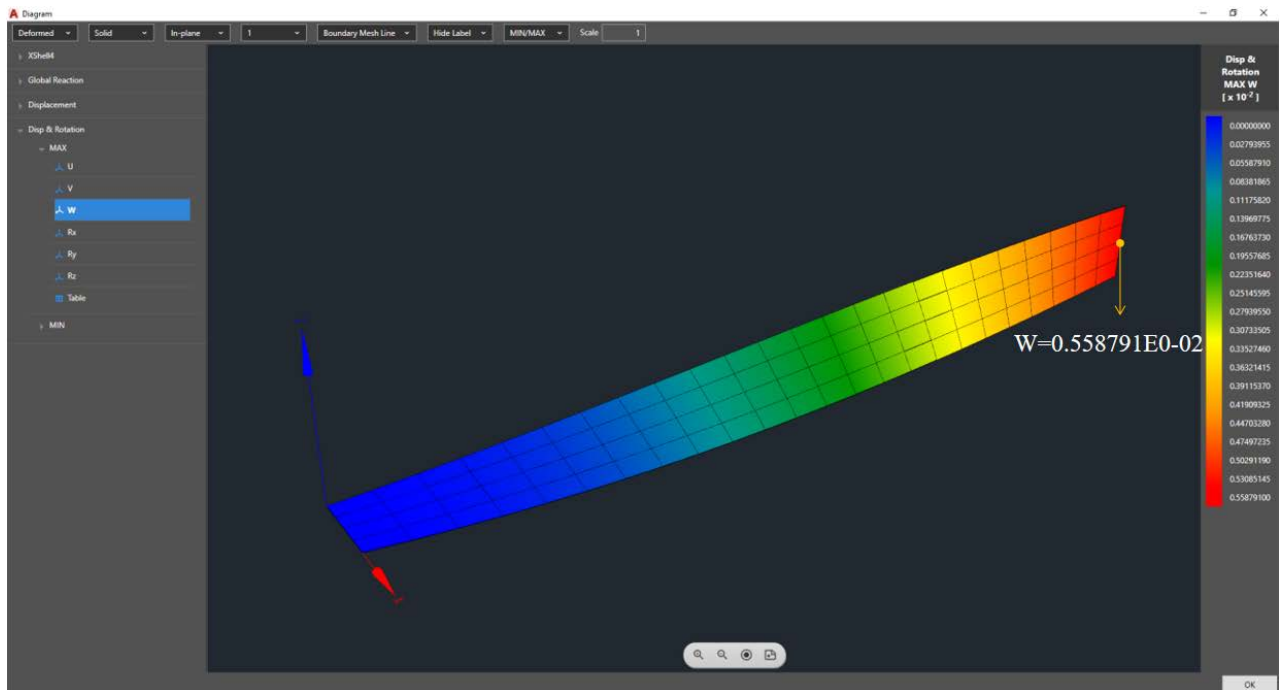 Diagram
Deformed Solid In-plane 1 Boundary Mesh Line Hide Label MIN/MAX Scale 1
XShell4
Global Reaction
Displacement
Disp & Rotation
MAX
U
V
W
Rx
Ry
Rz
Table
MIN
W=0.558791E0-02
Disp &
Rotation
MAX W
[ x 10-2 ]
0.00000000
0.02793955
0.05587910
0.08381865
0.11175820
0.13969775
0.16763730
0.19557685
0.22351640
0.25145595
0.27939550
0.30733505
0.33527460
0.36321415
0.39115370
0.41909325
0.44703280
0.47497235
0.50291190
0.53085145
0.55879100
OK